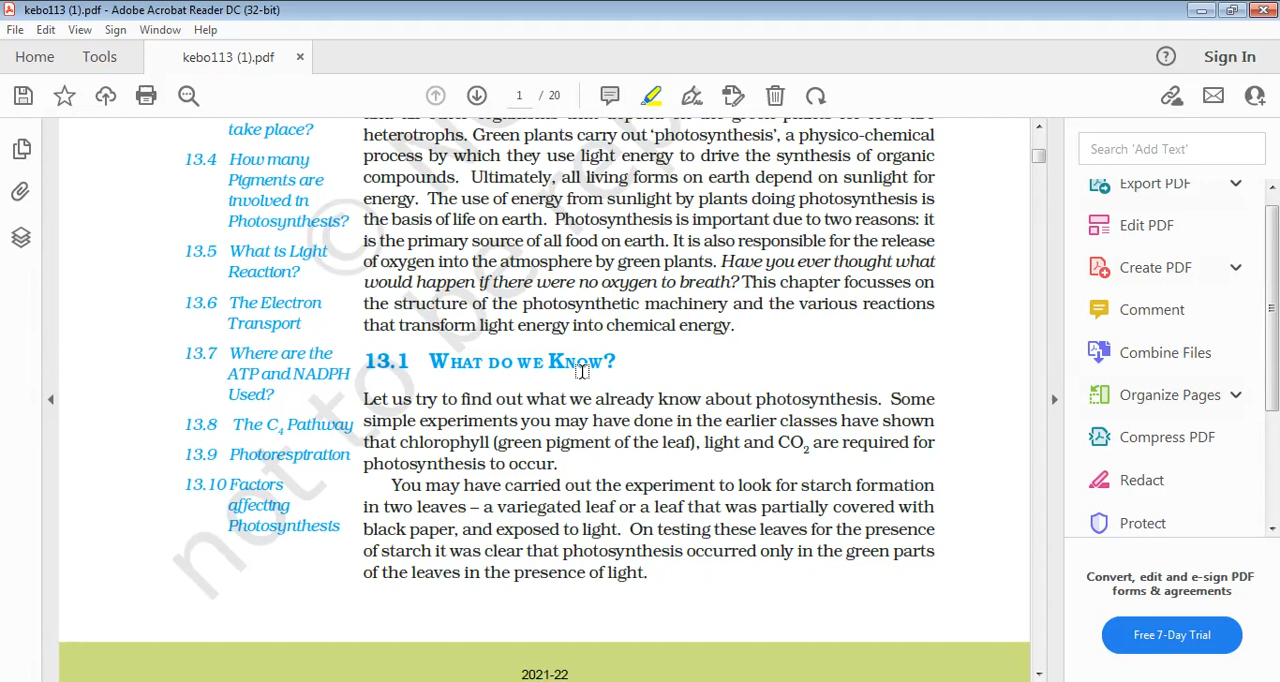 kebo113 (1).pdf - Adobe Acrobat Reader DC (32-bit)
File Edit View Sign Window Help
Home Tools kebo113 (1).pdf × Sign In
1 / 20
take place?
13.4 How many
Pigments are
involved in
Photosynthesis?
13.5 What is Light
Reaction?
13.6 The Electron
Transport
13.7 Where are the
ATP and NADPH
Used?
13.8 The C4 Pathway
13.9 Photorespiration
13.10 Factors
affecting
Photosynthesis
heterotrophs. Green plants carry out ‘photosynthesis’, a physico-chemical
process by which they use light energy to drive the synthesis of organic
compounds. Ultimately, all living forms on earth depend on sunlight for
energy. The use of energy from sunlight by plants doing photosynthesis is
the basis of life on earth. Photosynthesis is important due to two reasons: it
is the primary source of all food on earth. It is also responsible for the release
of oxygen into the atmosphere by green plants. Have you ever thought what
would happen if there were no oxygen to breath? This chapter focusses on
the structure of the photosynthetic machinery and the various reactions
that transform light energy into chemical energy.
13.1 WHAT DO WE KNOW?
Let us try to find out what we already know about photosynthesis. Some
simple experiments you may have done in the earlier classes have shown
that chlorophyll (green pigment of the leaf), light and CO2 are required for
photosynthesis to occur.
You may have carried out the experiment to look for starch formation
in two leaves – a variegated leaf or a leaf that was partially covered with
black paper, and exposed to light. On testing these leaves for the presence
of starch it was clear that photosynthesis occurred only in the green parts
of the leaves in the presence of light.
not to be rep
2021-22
Search 'Add Text'
Export PDF
Edit PDF
Create PDF
Comment
Combine Files
Organize Pages
Compress PDF
Redact
Protect
Convert, edit and e-sign PDF
forms & agreements
Free 7-Day Trial